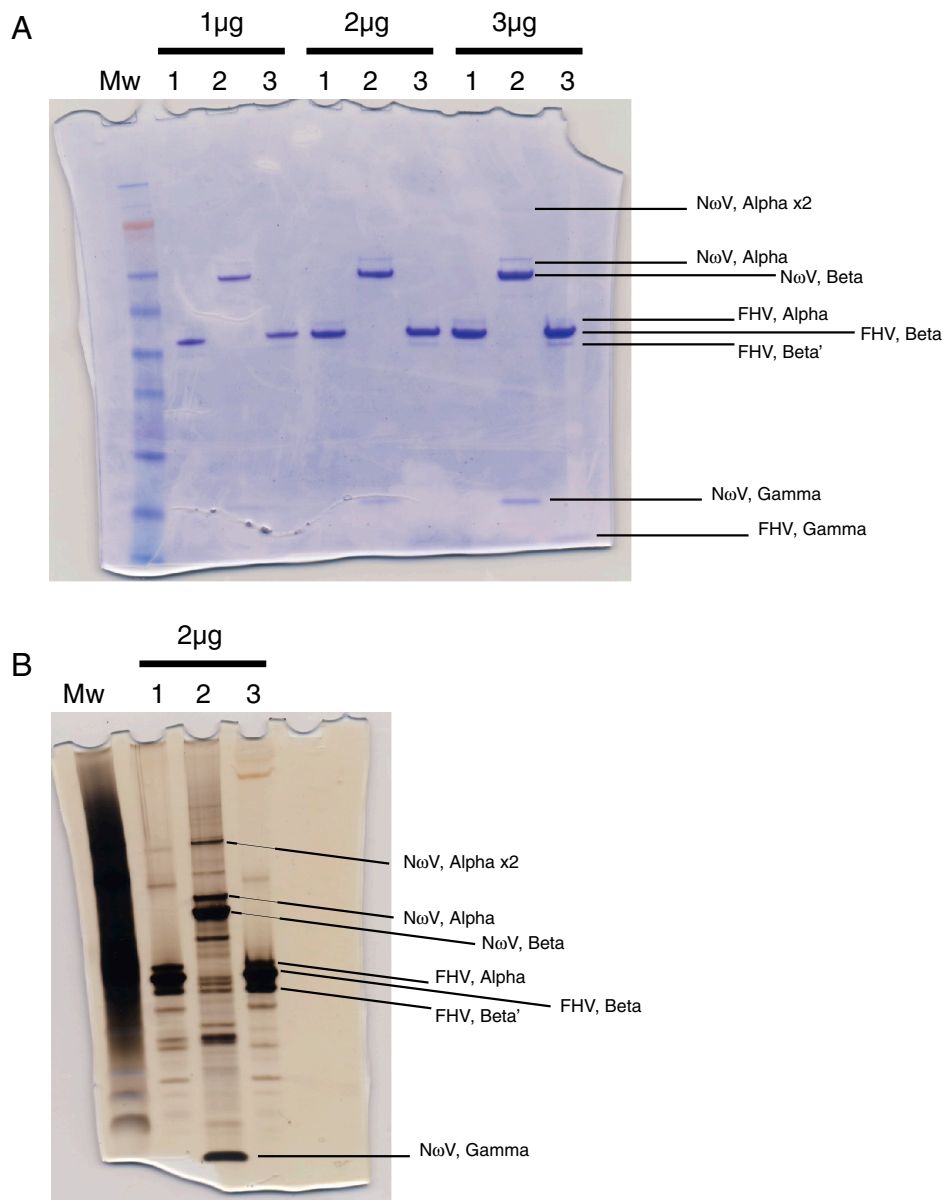 A
1µg 2µg 3µg
Mw 1 2 3 1 2 3 1 2 3
NωV, Alpha x2
NωV, Alpha
NωV, Beta
FHV, Alpha
FHV, Beta
FHV, Beta’
NωV, Gamma
FHV, Gamma
B
2µg
Mw 1 2 3
NωV, Alpha x2
NωV, Alpha
NωV, Beta
FHV, Alpha
FHV, Beta
FHV, Beta’
NωV, Gamma